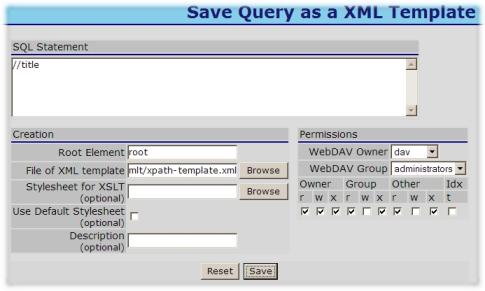 Save Query as a XML Template
SQL Statement
//title
Creation
Root Element root
File of XML template mlt/xpath-template.xml Browse
Stylesheet for XSLT
(optional) Browse
Use Default Stylesheet
(optional)
Description
(optional)
Permissions
WebDAV Owner dav
WebDAV Group administrators
Owner Group Other Idx
r w x r w x r w x t
Reset Save